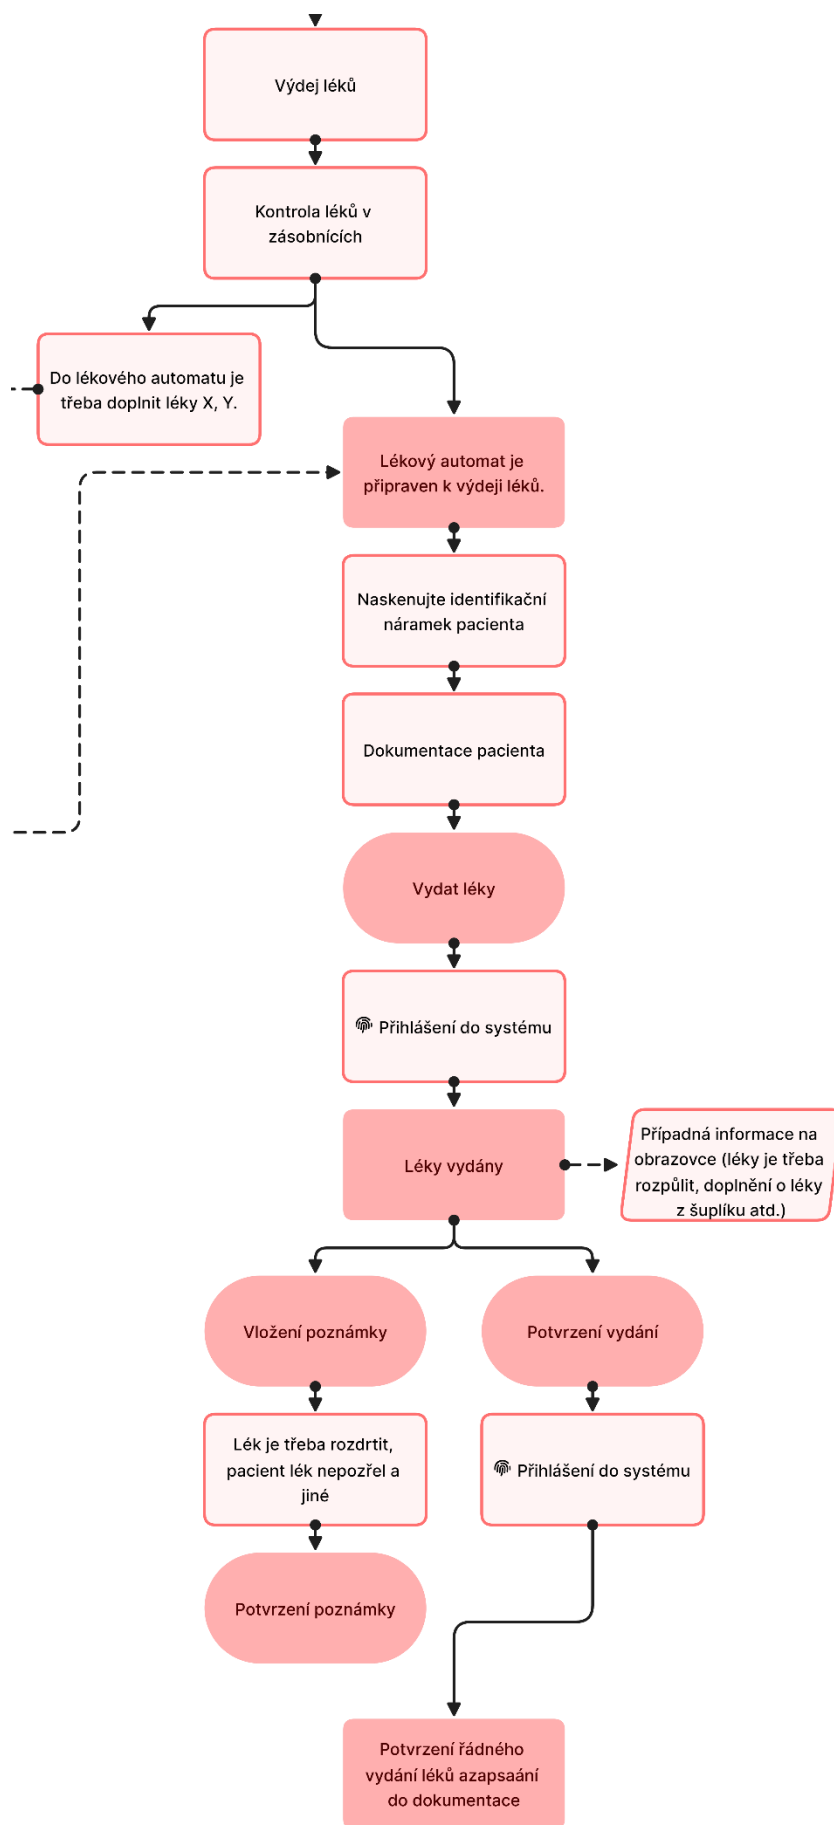 Výdej léků
Kontrola léků v
zásobnících
Do lékového automatu je
třeba doplnit léky X, Y.
Lékový automat je
připraven k výdeji léků.
Naskenujte identifikační
náramek pacienta
Dokumentace pacienta
Vydat léky
Přihlášení do systému
Léky vydány
Případná informace na
obrazovce (léky je třeba
rozpůlit, doplnění o léky
z šuplíku atd.)
Vložení poznámky
Potvrzení vydání
Lék je třeba rozdrtit,
pacient lék nepozřel a
jiné
Přihlášení do systému
Potvrzení poznámky
Potvrzení řádného
vydání léků azapsaání
do dokumentace